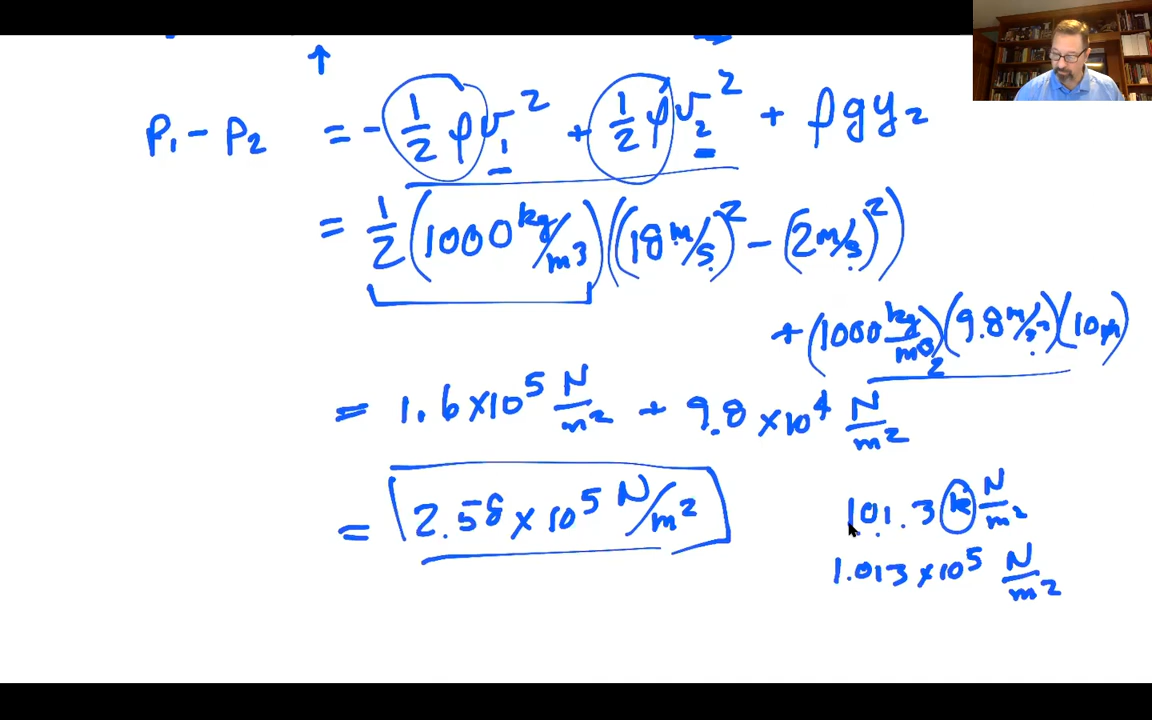 P₁ - P₂ = -½ρv₁² + ½ρv₂² + ρgy₂
= ½(1000 kg/m³)((18 m/s)² - (2 m/s)²)
+ (1000 kg/m³)(9.8 m/s²)(10 m)
= 1.6×10⁵ N/m² + 9.8×10⁴ N/m²
= 2.58×10⁵ N/m²
101.3 k N/m²
1.013×10⁵ N/m²